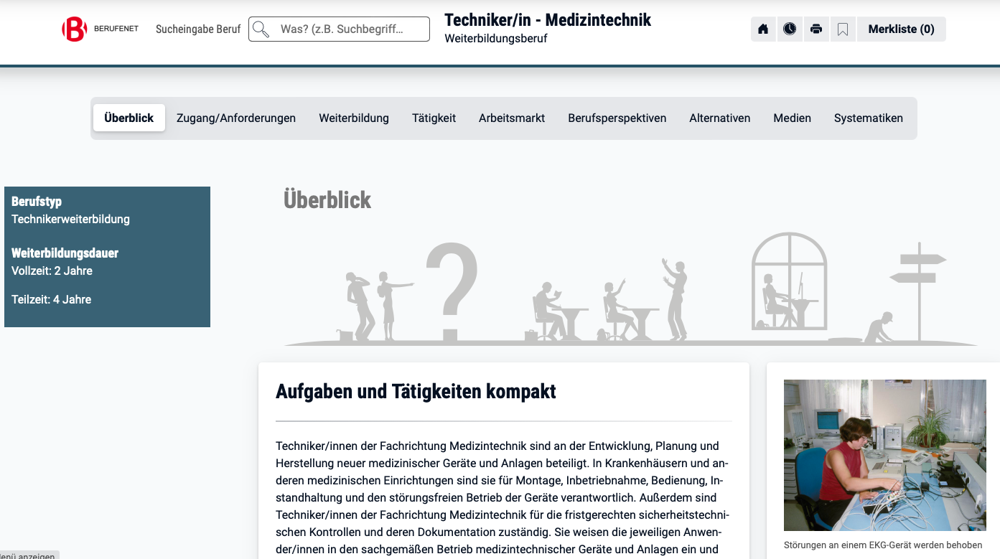 B BERUFENET
Sucheingabe Beruf
Was? (z.B. Suchbegriff...
Techniker/in - Medizintechnik
Weiterbildungsberuf
Merkliste (0)
Überblick Zugang/Anforderungen Weiterbildung Tätigkeit Arbeitsmarkt Berufsperspektiven Alternativen Medien Systematiken
Berufstyp
Technikerweiterbildung
Weiterbildungsdauer
Vollzeit: 2 Jahre
Teilzeit: 4 Jahre
Überblick
?
Aufgaben und Tätigkeiten kompakt
Techniker/innen der Fachrichtung Medizintechnik sind an der Entwicklung, Planung und
Herstellung neuer medizinischer Geräte und Anlagen beteiligt. In Krankenhäusern und an-
deren medizinischen Einrichtungen sind sie für Montage, Inbetriebnahme, Bedienung, In-
standhaltung und den störungsfreien Betrieb der Geräte verantwortlich. Außerdem sind
Techniker/innen der Fachrichtung Medizintechnik für die fristgerechten sicherheitstechni-
schen Kontrollen und deren Dokumentation zuständig. Sie weisen die jeweiligen Anwen-
der/innen in den sachgemäßen Betrieb medizintechnischer Geräte und Anlagen ein und
Störungen an einem EKG-Gerät werden behoben
anzeigen